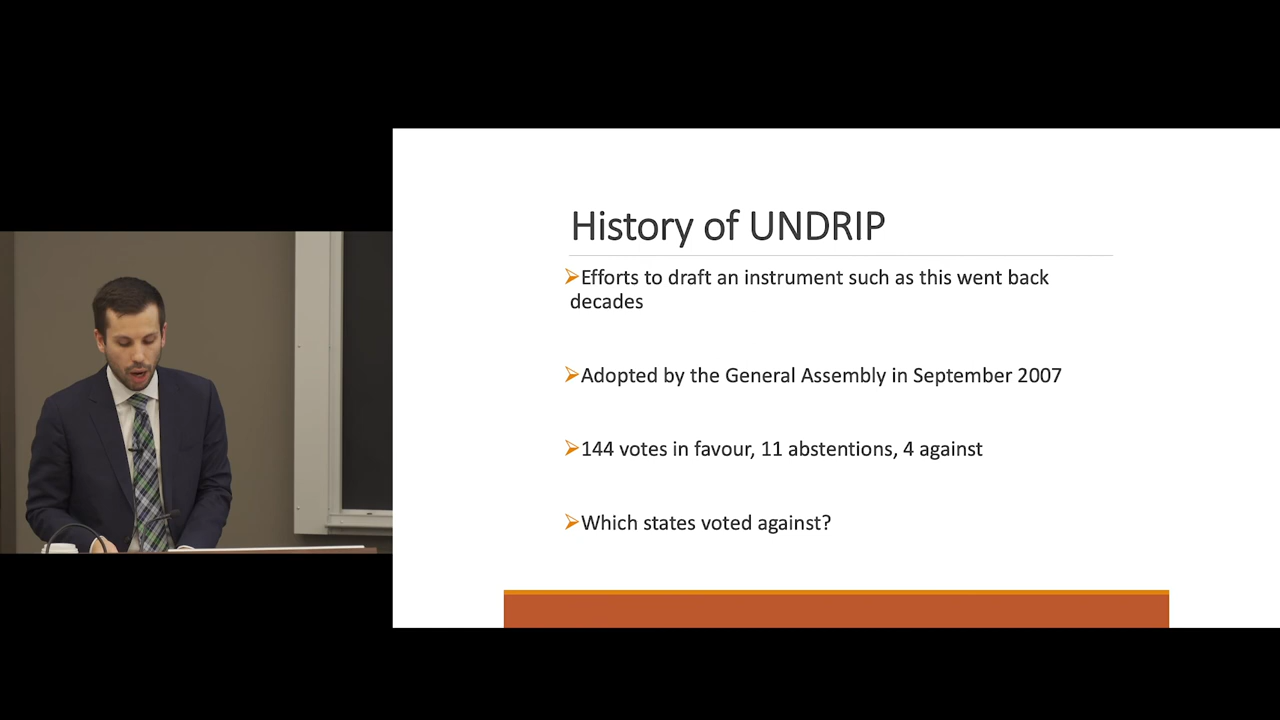 History of UNDRIP
➢Efforts to draft an instrument such as this went back
decades
➢Adopted by the General Assembly in September 2007
➢144 votes in favour, 11 abstentions, 4 against
➢Which states voted against?